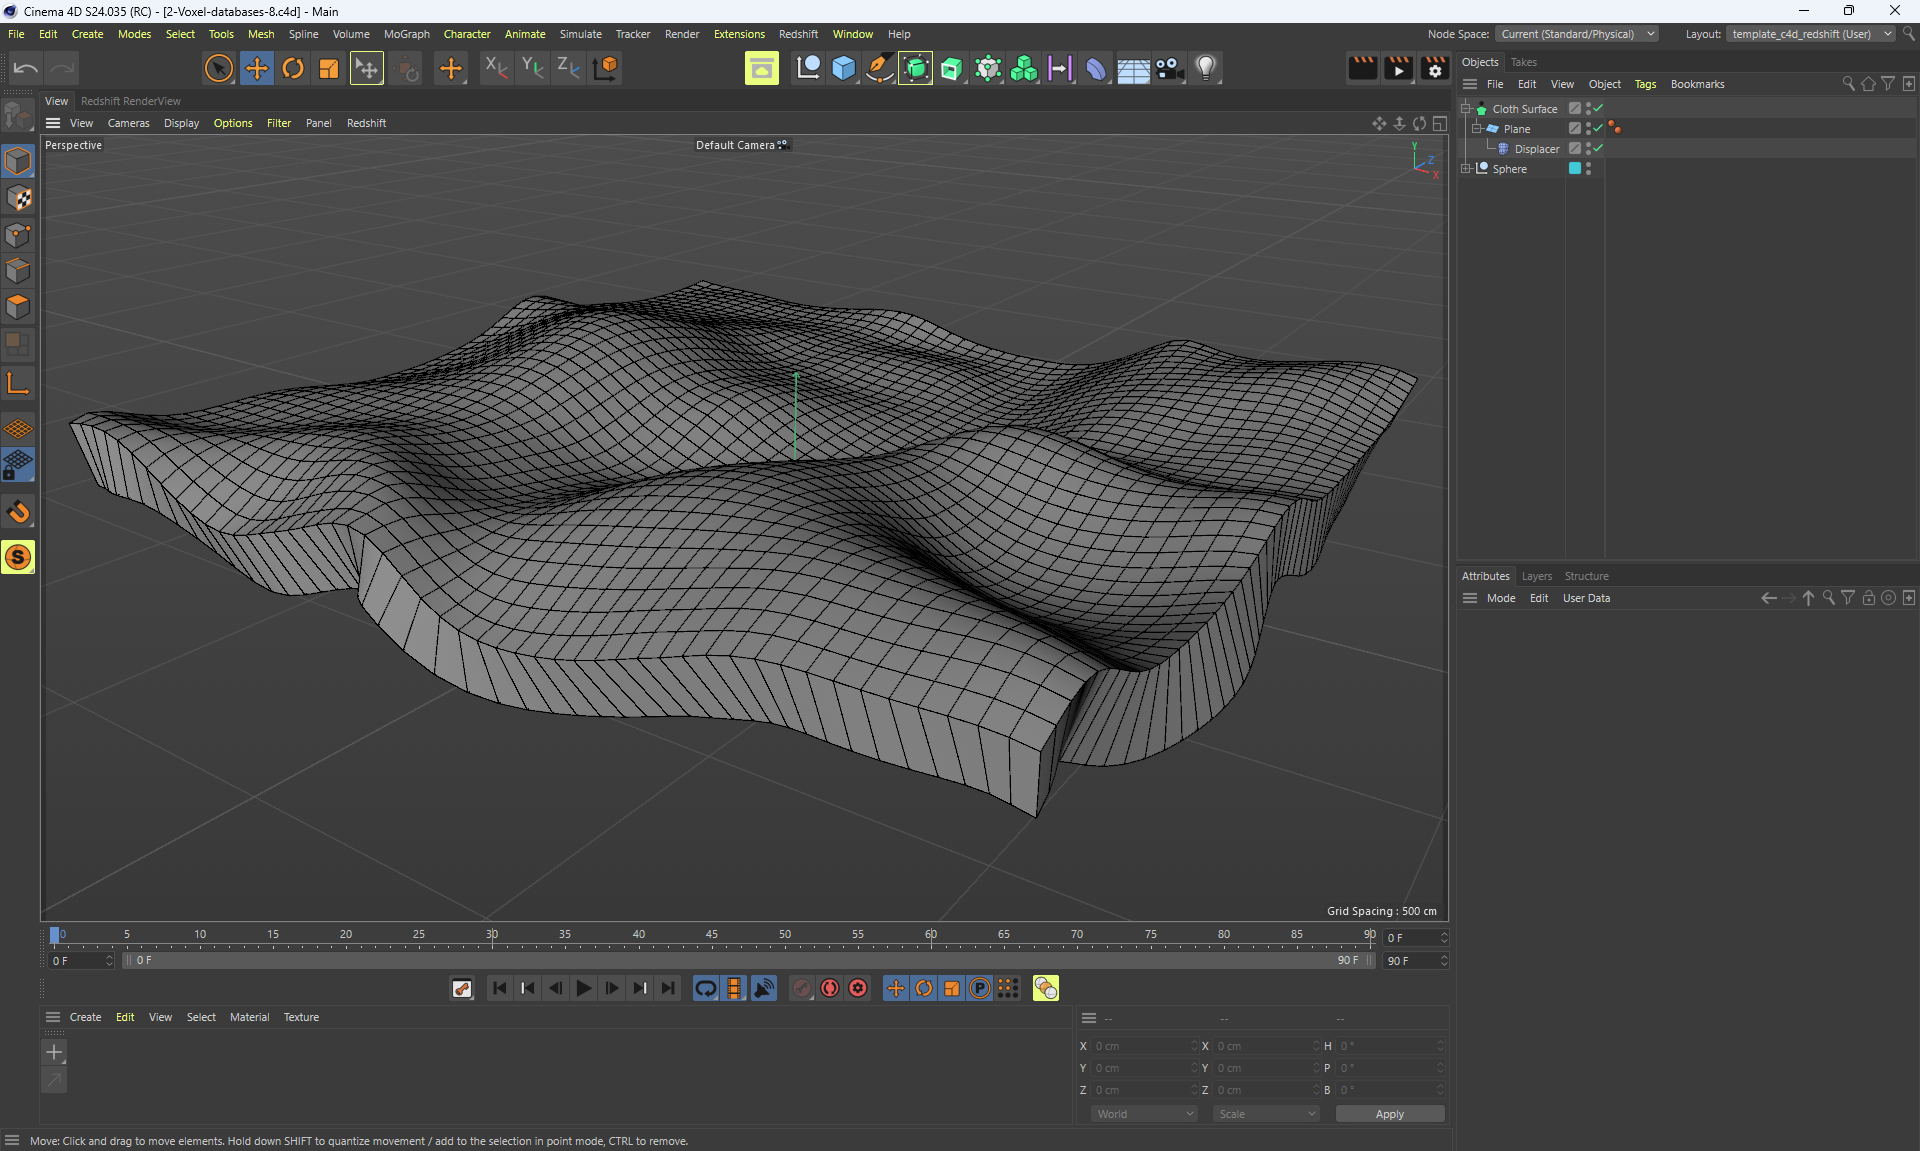 Cinema 4D S24.035 (RC) - [2-Voxel-databases-8.c4d] - Main
File Edit Create Modes Select Tools Mesh Spline Volume MoGraph Character Animate Simulate Tracker Render Extensions Redshift Window Help
Node Space: Current (Standard/Physical) Layout: template_c4d_redshift (User)
X Y Z
Objects Takes
File Edit View Object Tags Bookmarks
Cloth Surface
Plane
Displacer
Sphere
View Redshift RenderView
View Cameras Display Options Filter Panel Redshift
Perspective
Default Camera
Y
Z
X
S
Grid Spacing : 500 cm
Attributes Layers Structure
Mode Edit User Data
0 5 10 15 20 25 30 35 40 45 50 55 60 65 70 75 80 85 90
0 F
0 F 0 F 90 F 90 F
P
Create Edit View Select Material Texture
-- -- --
X 0 cm X 0 cm H 0 °
Y 0 cm Y 0 cm P 0 °
Z 0 cm Z 0 cm B 0 °
World Scale Apply
Move: Click and drag to move elements. Hold down SHIFT to quantize movement / add to the selection in point mode, CTRL to remove.